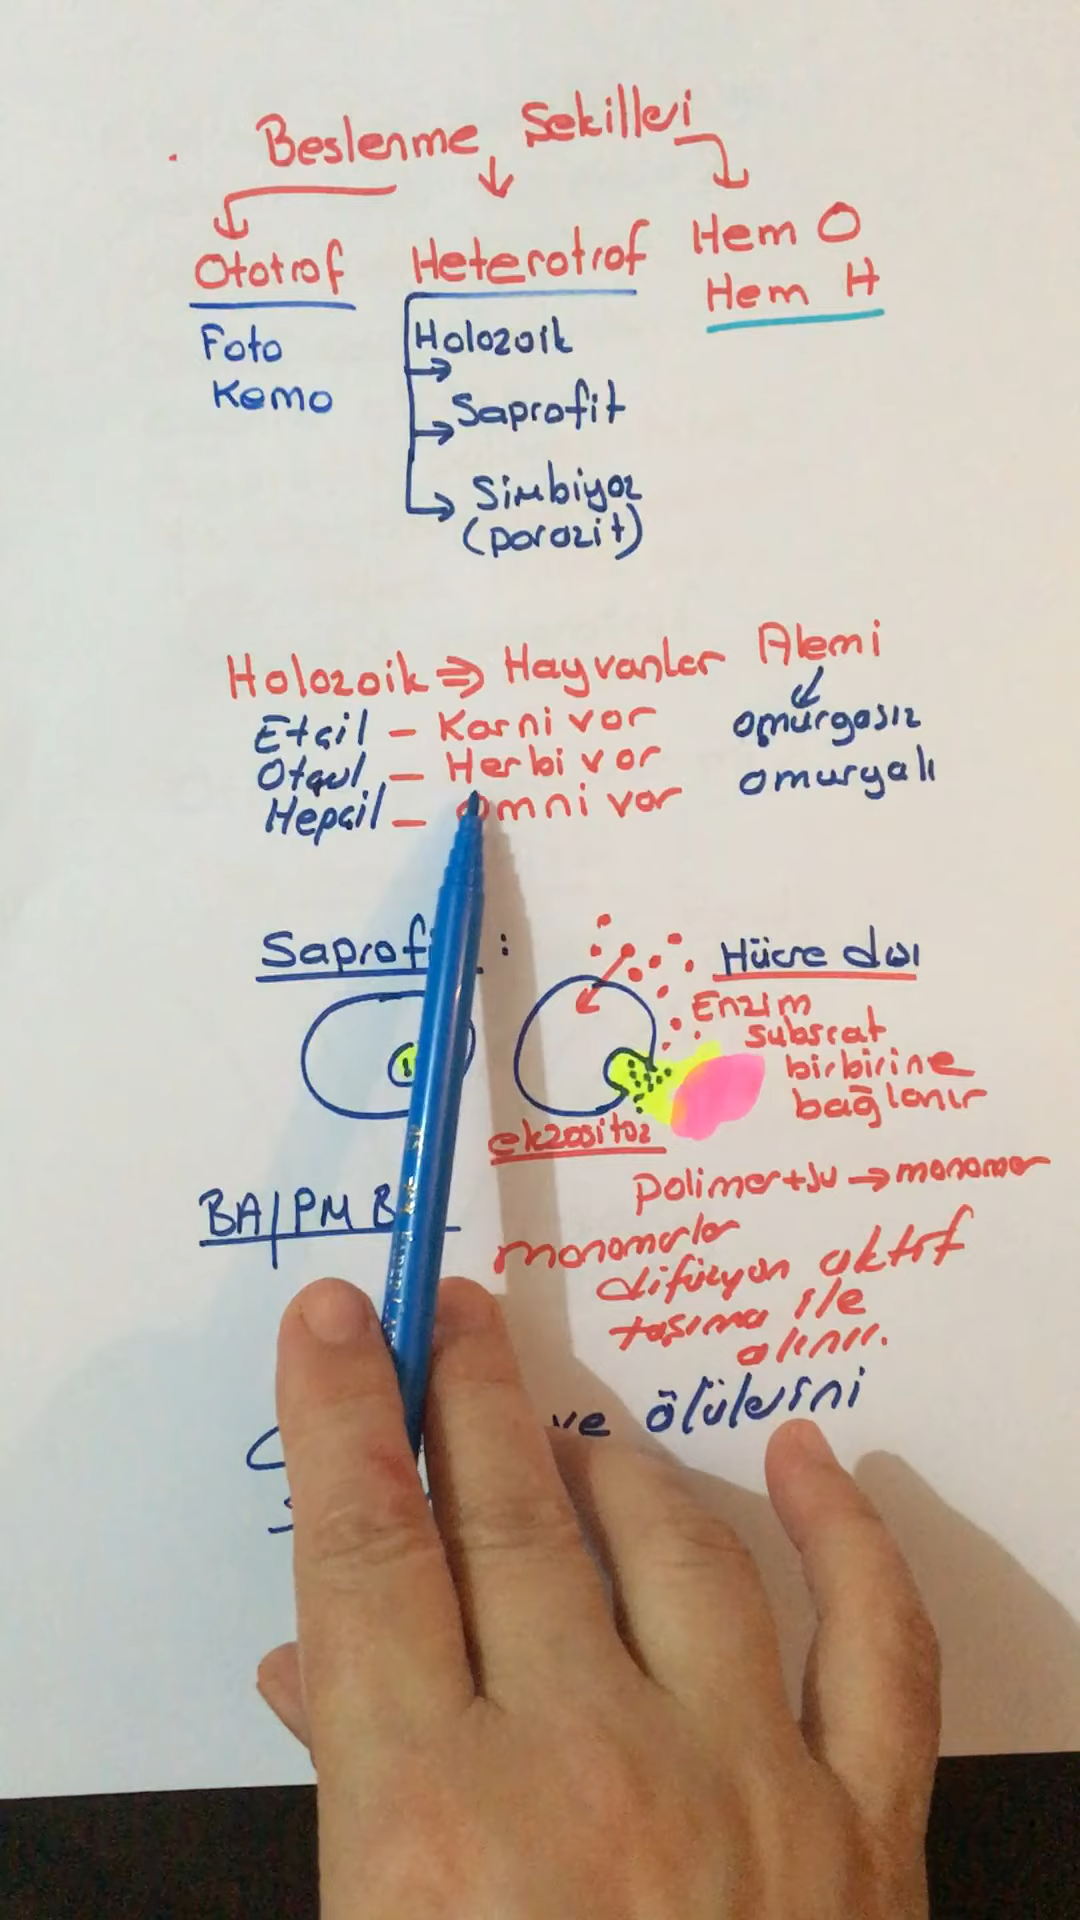 Beslenme Şekilleri
Ototrof
Foto
Kemo
Heterotrof
Holozoik
Saprofit
Simbiyoz
(parazit)
Hem O
Hem H
Holozoik ⇒ Hayvanlar Alemi
Etçil - Karnivor
Otçul - Herbivor
Hepçil - Omnivor
omurgasız
omurgalı
Hücre dışı
Enzim
substrat
birbirine
bağlanır
ekzositoz
polimer+su → monomer
monomerler
difüzyon aktif
taşıma ile
alınır.
BA/PM
ve ölülerini